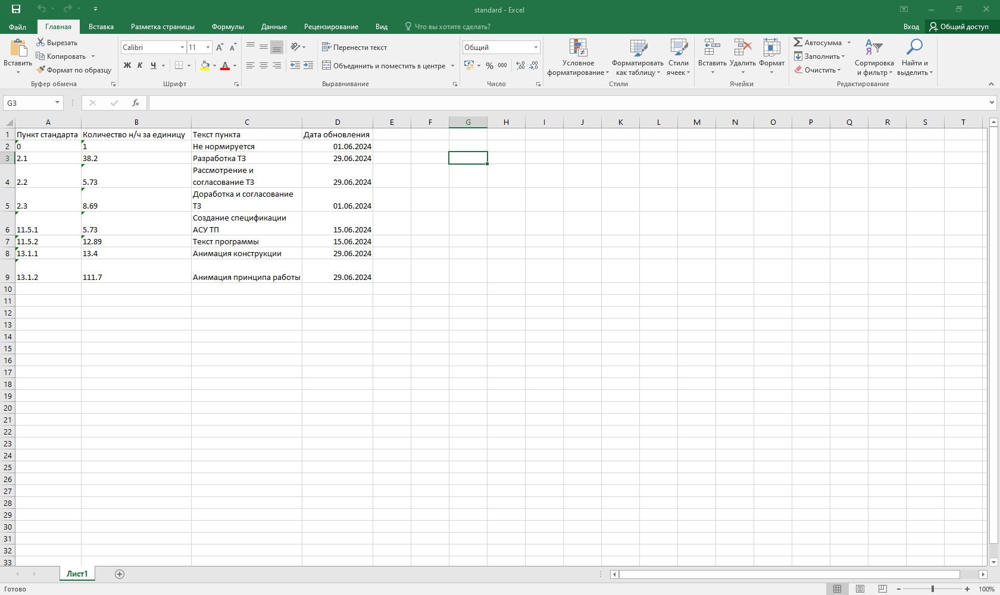 standard - Excel
Файл Главная Вставка Разметка страницы Формулы Данные Рецензирование Вид Что вы хотите сделать? Вход Общий доступ
Вставить
Вырезать
Копировать
Формат по образцу
Буфер обмена
Calibri 11
Ж К Ч А
Шрифт
Перенести текст
Объединить и поместить в центре
Выравнивание
Общий
% 000
Число
Условное форматирование
Форматировать как таблицу
Стили ячеек
Стили
Вставить Удалить Формат
Ячейки
Автосумма
Заполнить
Очистить
Сортировка и фильтр
Найти и выделить
Редактирование
G3 fx
A B C D E F G H I J K L M N O P Q R S T
1 Пункт стандарта Количество н/ч за единицу Текст пункта Дата обновления
2 0 1 Не нормируется 01.06.2024
3 2.1 38.2 Разработка ТЗ 29.06.2024
Рассмотрение и
4 2.2 5.73 согласование ТЗ 29.06.2024
Доработка и согласование
5 2.3 8.69 ТЗ 01.06.2024
Создание спецификации
6 11.5.1 5.73 АСУ ТП 15.06.2024
7 11.5.2 12.89 Текст программы 15.06.2024
8 13.1.1 13.4 Анимация конструкции 29.06.2024
9 13.1.2 111.7 Анимация принципа работы 29.06.2024
10
11
12
13
14
15
16
17
18
19
20
21
22
23
24
25
26
27
28
29
30
31
32
33
Лист1
Готово 100%